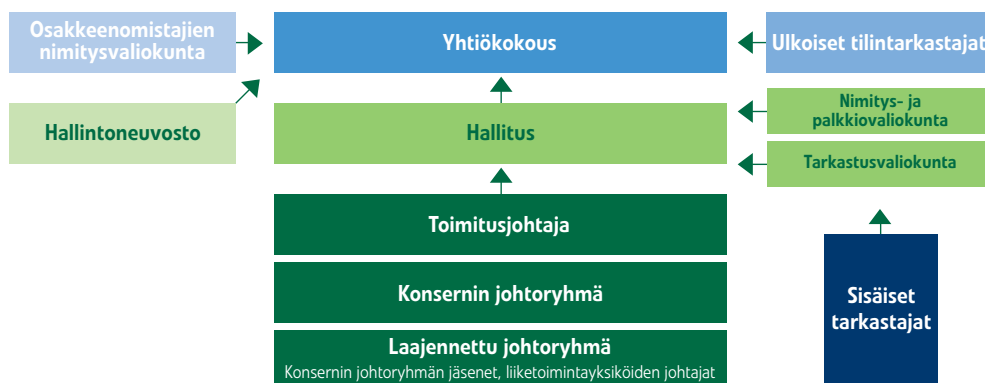 Osakkeenomistajien
nimitysvaliokunta
Yhtiökokous
Ulkoiset tilintarkastajat
Hallintoneuvosto
Hallitus
Nimitys- ja
palkkiovaliokunta
Tarkastusvaliokunta
Toimitusjohtaja
Konsernin johtoryhmä
Sisäiset
tarkastajat
Laajennettu johtoryhmä
Konsernin johtoryhmän jäsenet, liiketoimintayksiköiden johtajat